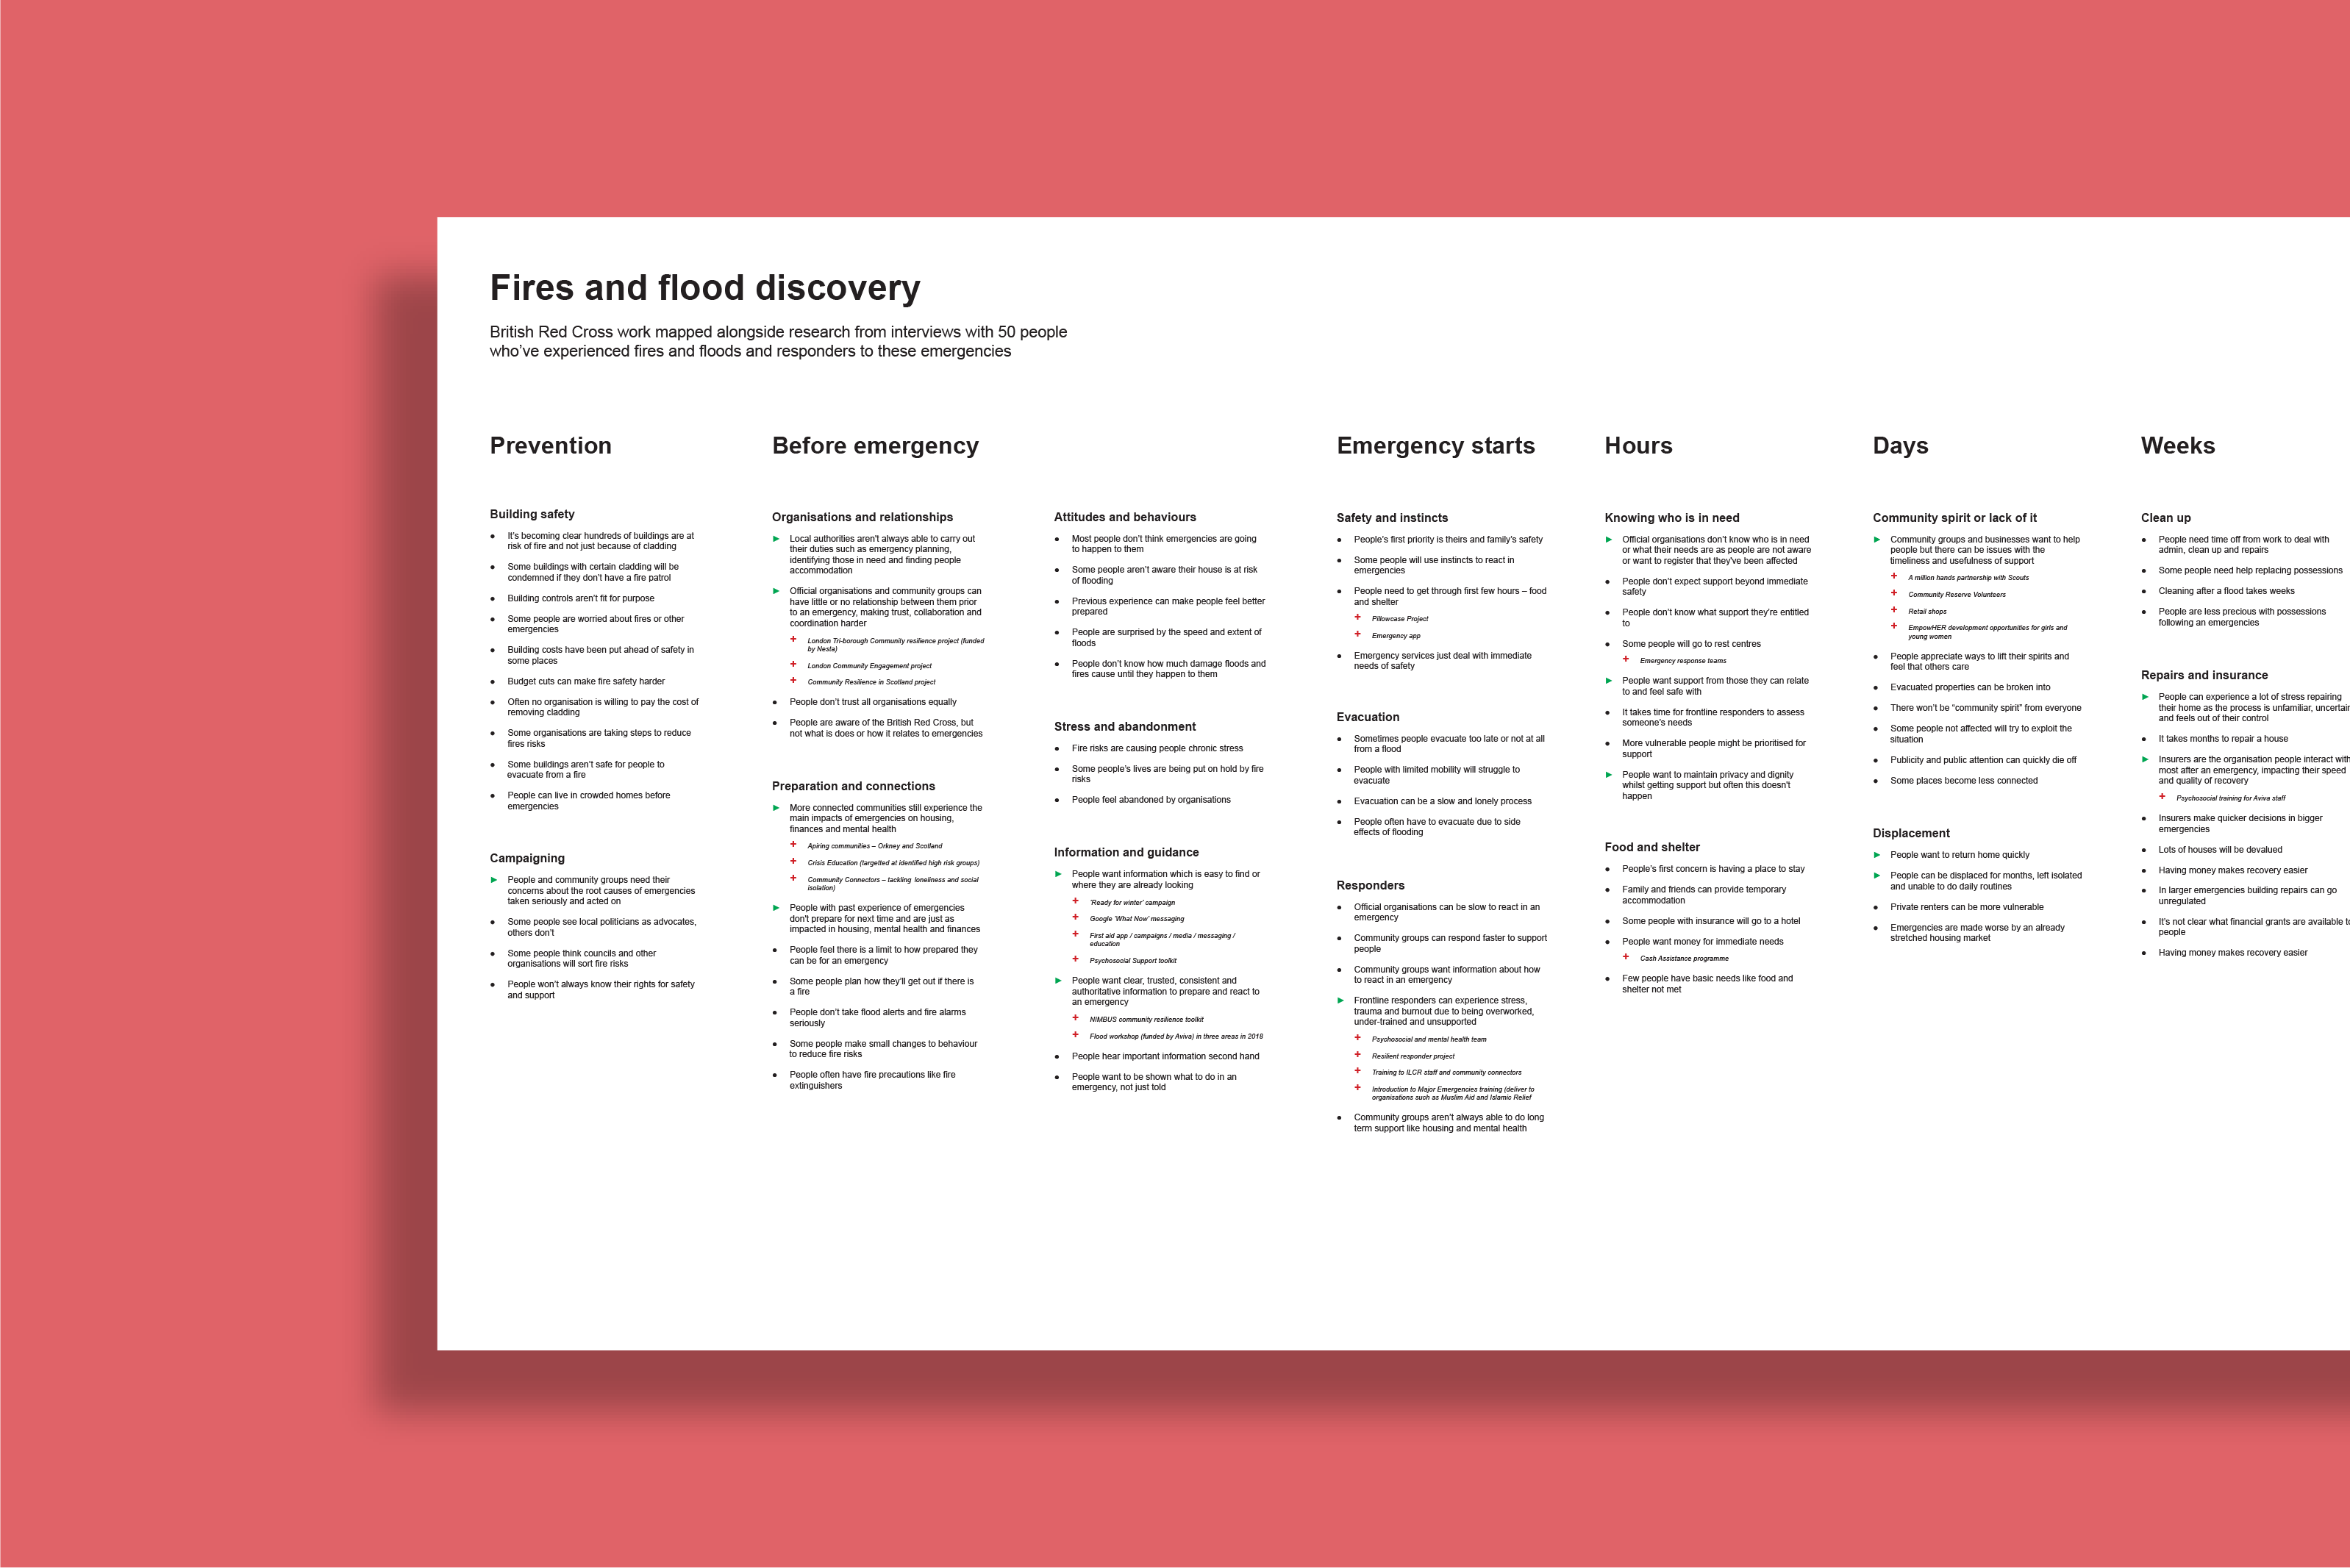 Fires and flood discovery
British Red Cross work mapped alongside research from interviews with 50 people
who've experienced fires and floods and responders to these emergencies
Prevention
Building safety
It's becoming clear hundreds of buildings are at
risk of fire and not just because of cladding
Some buildings with certain cladding will be
condemned if they don't have a fire patrol
Building controls aren't fit for purpose
Some people are worried about fires or other
emergencies
Building costs have been put ahead of safety in
some places
Budget cuts can make fire safety harder
Often no organisation is willing to pay the cost of
removing cladding
Some organisations are taking steps to reduce
fires risks
Some buildings aren't safe for people to
evacuate from a fire
People can live in crowded homes before
emergencies
Campaigning
People and community groups need their
concerns about the root causes of emergencies
taken seriously and acted on
Some people see local politicians as advocates,
others don't
Some people think councils and other
organisations will sort fire risks
People won't always know their rights for safety
and support
Before emergency
Organisations and relationships
Local authorities aren't always able to carry out
their duties such as emergency planning,
identifying those in need and finding people
accommodation
Official organisations and community groups can
have little or no relationship between them prior
to an emergency, making trust, collaboration and
coordination harder
+ London Tri-borough Community resilience project (funded
by Nesta)
+ London Community Engagement project
+ Community Resilience in Scotland project
People don't trust all organisations equally
People are aware of the British Red Cross, but
not what is does or how it relates to emergencies
Preparation and connections
More connected communities still experience the
main impacts of emergencies on housing,
finances and mental health
+ Apiring communities – Orkney and Scotland
+ Crisis Education (targetted at identified high risk groups)
+ Community Connectors – tackling loneliness and social
isolation)
People with past experience of emergencies
don't prepare for next time and are just as
impacted in housing, mental health and finances
People feel there is a limit to how prepared they
can be for an emergency
Some people plan how they'll get out if there is
a fire
People don't take flood alerts and fire alarms
seriously
Some people make small changes to behaviour
to reduce fire risks
People often have fire precautions like fire
extinguishers
Attitudes and behaviours
Most people don't think emergencies are going
to happen to them
Some people aren't aware their house is at risk
of flooding
Previous experience can make people feel better
prepared
People are surprised by the speed and extent of
floods
People don't know how much damage floods and
fires cause until they happen to them
Stress and abandonment
Fire risks are causing people chronic stress
Some people's lives are being put on hold by fire
risks
People feel abandoned by organisations
Information and guidance
People want information which is easy to find or
where they are already looking
+ 'Ready for winter' campaign
+ Google 'What Now' messaging
+ First aid app / campaigns / media / messaging /
education
+ Psychosocial Support toolkit
People want clear, trusted, consistent and
authoritative information to prepare and react to
an emergency
+ NIMBUS community resilience toolkit
+ Flood workshop (funded by Aviva) in three areas in 2018
People hear important information second hand
People want to be shown what to do in an
emergency, not just told
Emergency starts
Safety and instincts
People's first priority is theirs and family's safety
Some people will use instincts to react in
emergencies
People need to get through first few hours – food
and shelter
+ Pillowcase Project
+ Emergency app
Emergency services just deal with immediate
needs of safety
Evacuation
Sometimes people evacuate too late or not at all
from a flood
People with limited mobility will struggle to
evacuate
Evacuation can be a slow and lonely process
People often have to evacuate due to side
effects of flooding
Responders
Official organisations can be slow to react in an
emergency
Community groups can respond faster to support
people
Community groups want information about how
to react in an emergency
Frontline responders can experience stress,
trauma and burnout due to being overworked,
under-trained and unsupported
+ Psychosocial and mental health team
+ Resilient responder project
+ Training to ILCR staff and community connectors
+ Introduction to Major Emergencies training (deliver to
organisations such as Muslim Aid and Islamic Relief
Community groups aren't always able to do long
term support like housing and mental health
Hours
Knowing who is in need
Official organisations don't know who is in need
or what their needs are as people are not aware
or want to register that they've been affected
People don't expect support beyond immediate
safety
People don't know what support they're entitled
to
Some people will go to rest centres
+ Emergency response teams
People want support from those they can relate
to and feel safe with
It takes time for frontline responders to assess
someone's needs
More vulnerable people might be prioritised for
support
People want to maintain privacy and dignity
whilst getting support but often this doesn't
happen
Food and shelter
People's first concern is having a place to stay
Family and friends can provide temporary
accommodation
Some people with insurance will go to a hotel
People want money for immediate needs
+ Cash Assistance programme
Few people have basic needs like food and
shelter not met
Days
Community spirit or lack of it
Community groups and businesses want to help
people but there can be issues with the
timeliness and usefulness of support
+ A million hands partnership with Scouts
+ Community Reserve Volunteers
+ Retail shops
+ EmpowHER development opportunities for girls and
young women
People appreciate ways to lift their spirits and
feel that others care
Evacuated properties can be broken into
There won't be "community spirit" from everyone
Some people not affected will try to exploit the
situation
Publicity and public attention can quickly die off
Some places become less connected
Displacement
People want to return home quickly
People can be displaced for months, left isolated
and unable to do daily routines
Private renters can be more vulnerable
Emergencies are made worse by an already
stretched housing market
Weeks
Clean up
People need time off from work to deal with
admin, clean up and repairs
Some people need help replacing possessions
Cleaning after a flood takes weeks
People are less precious with possessions
following an emergencies
Repairs and insurance
People can experience a lot of stress repairing
their home as the process is unfamiliar, uncertain
and feels out of their control
It takes months to repair a house
Insurers are the organisation people interact with
most after an emergency, impacting their speed
and quality of recovery
+ Psychosocial training for Aviva staff
Insurers make quicker decisions in bigger
emergencies
Lots of houses will be devalued
Having money makes recovery easier
In larger emergencies building repairs can go
unregulated
It's not clear what financial grants are available to
people
Having money makes recovery easier